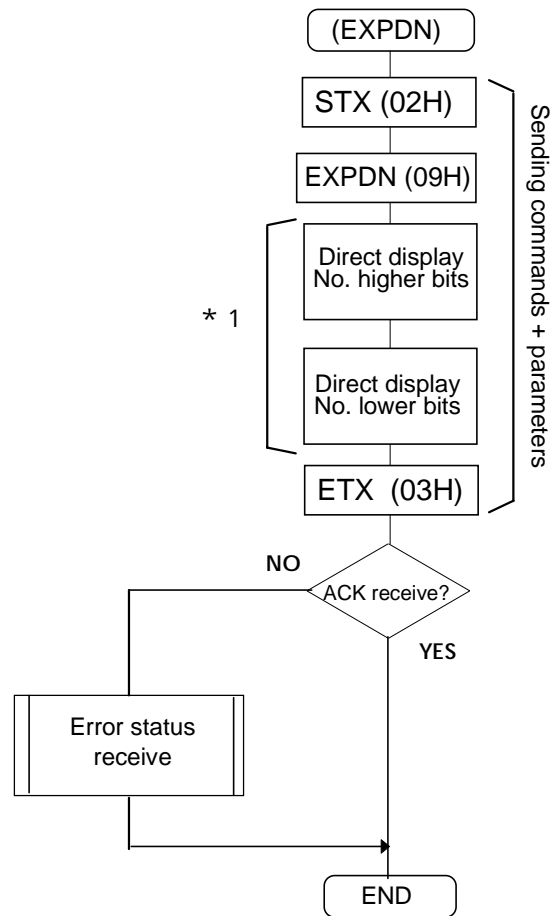 (EXPDN)
STX (02H)
EXPDN (09H)
Direct display
No. higher bits
* 1
Direct display
No. lower bits
ETX (03H)
Sending commands + parameters
ACK receive?
NO
YES
Error status
receive
END